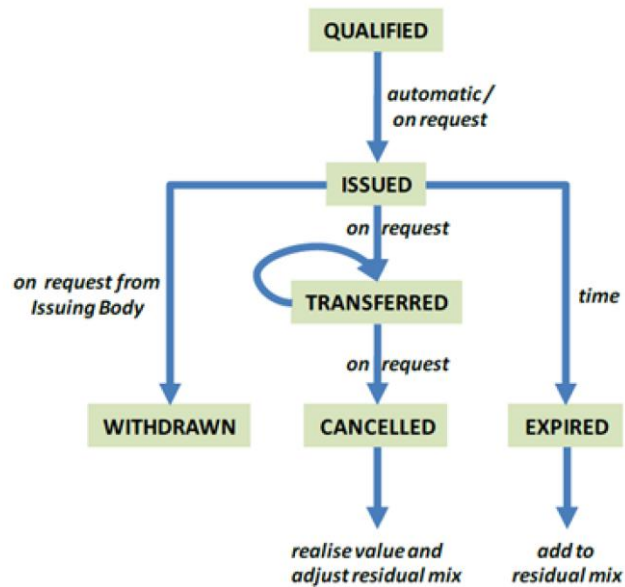 QUALIFIED
automatic /
on request
ISSUED
on request
on request from
Issuing Body
time
TRANSFERRED
on request
WITHDRAWN
CANCELLED
EXPIRED
realise value and
adjust residual mix
add to
residual mix